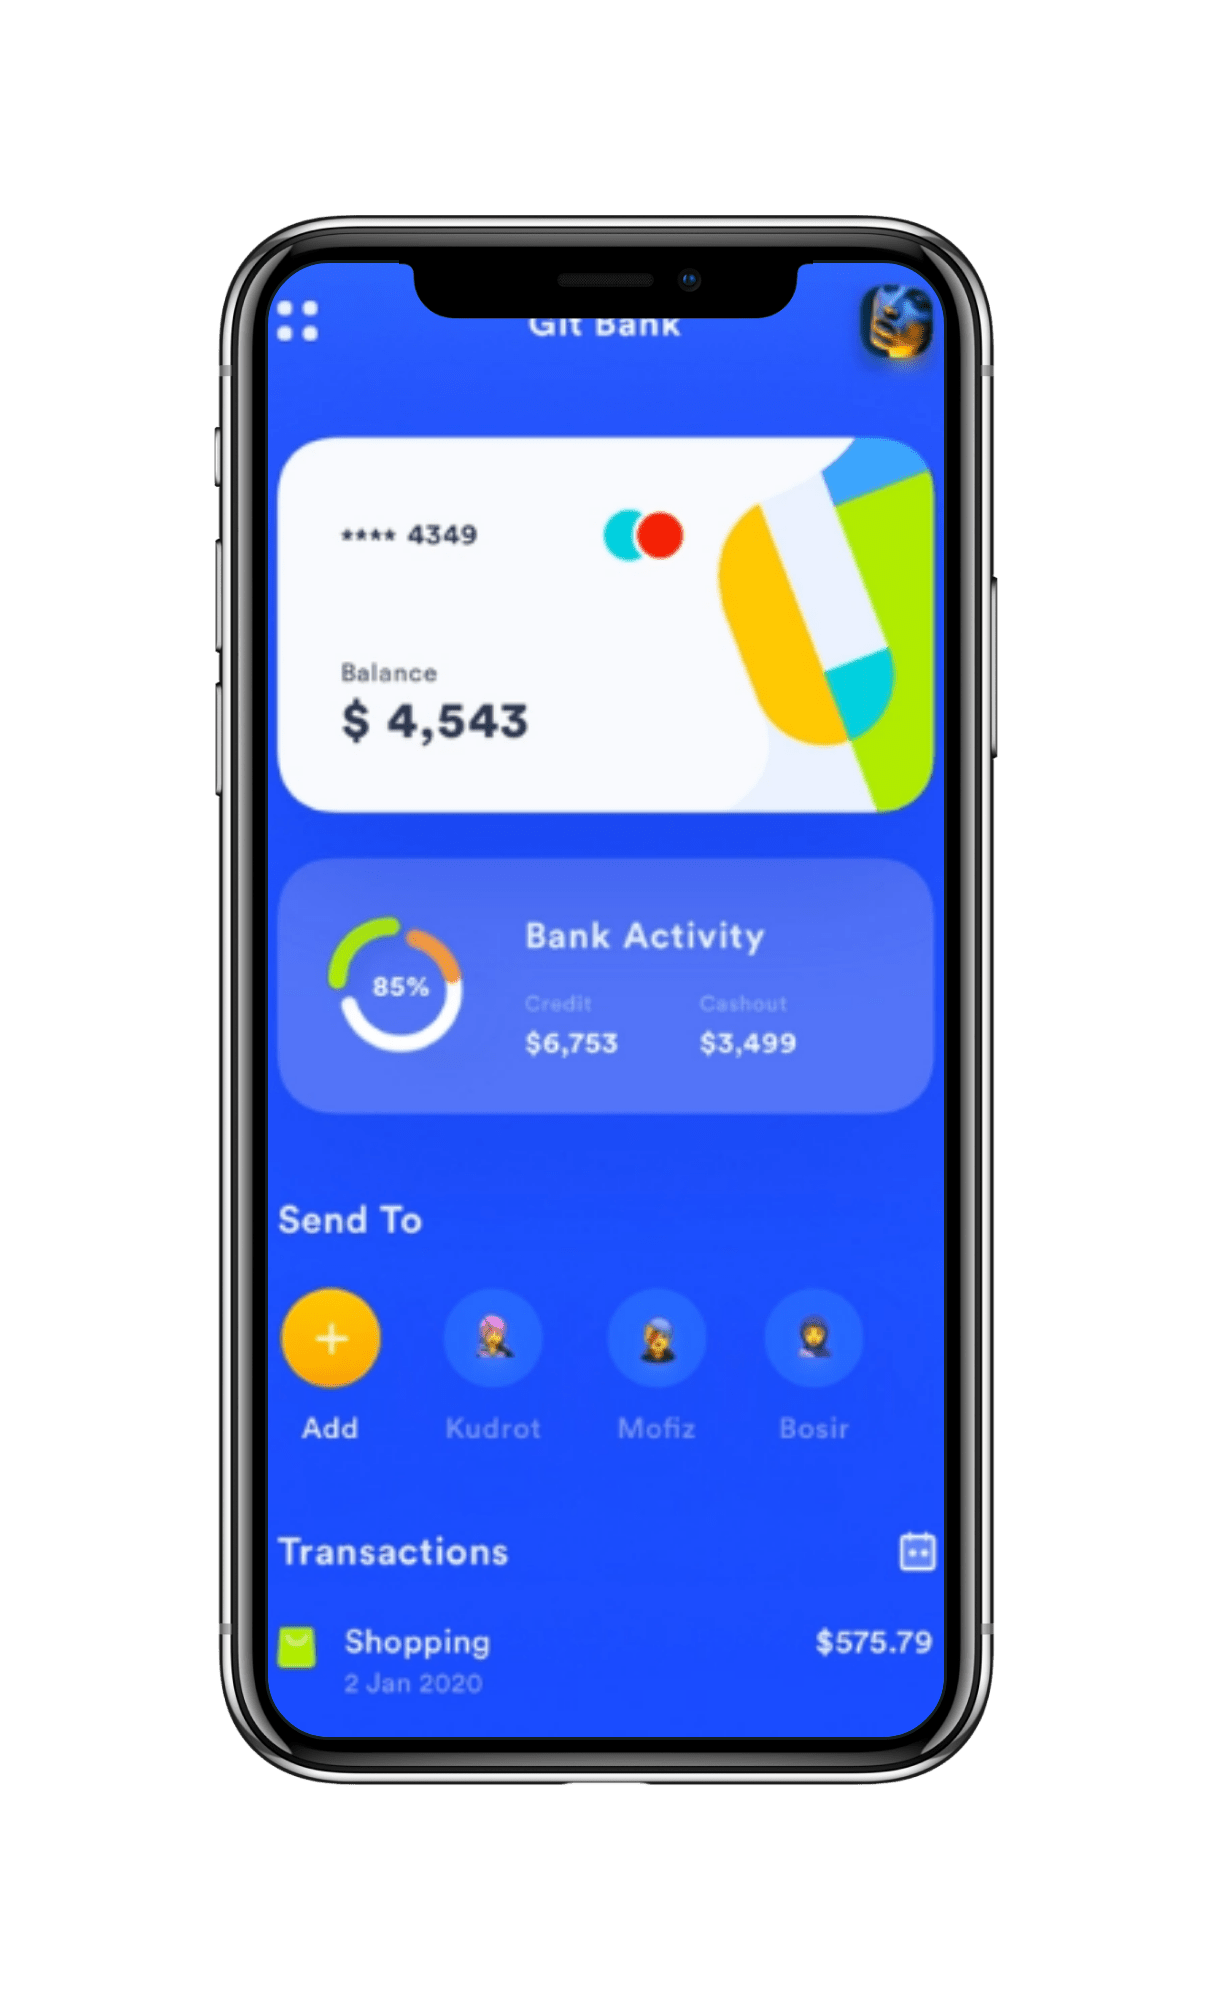 Git Bank
**** 4349
Balance
$ 4,543
85%
Bank Activity
Credit
Cashout
$6,753
$3,499
Send To
Add
Kudrot
Mofiz
Bosir
Transactions
Shopping
$575.79
2 Jan 2020